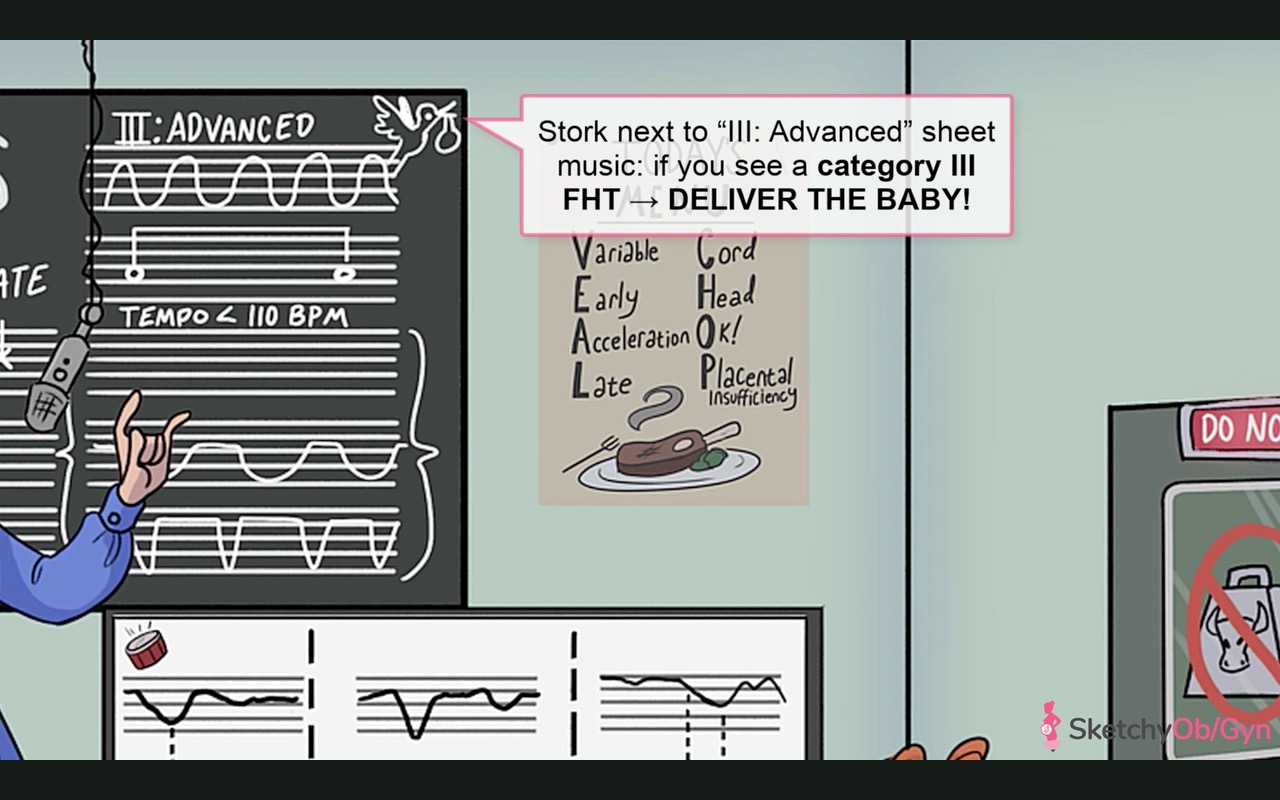 III: ADVANCED
Stork next to “III: Advanced” sheet
music: if you see a category III
FHT → DELIVER THE BABY!
TODAY'S
MENU
ATE
TEMPO < 110 BPM
Variable Cord
Early Head
Acceleration OK!
Late Placental
Insufficiency
DO NO
SketchyOb/Gyn